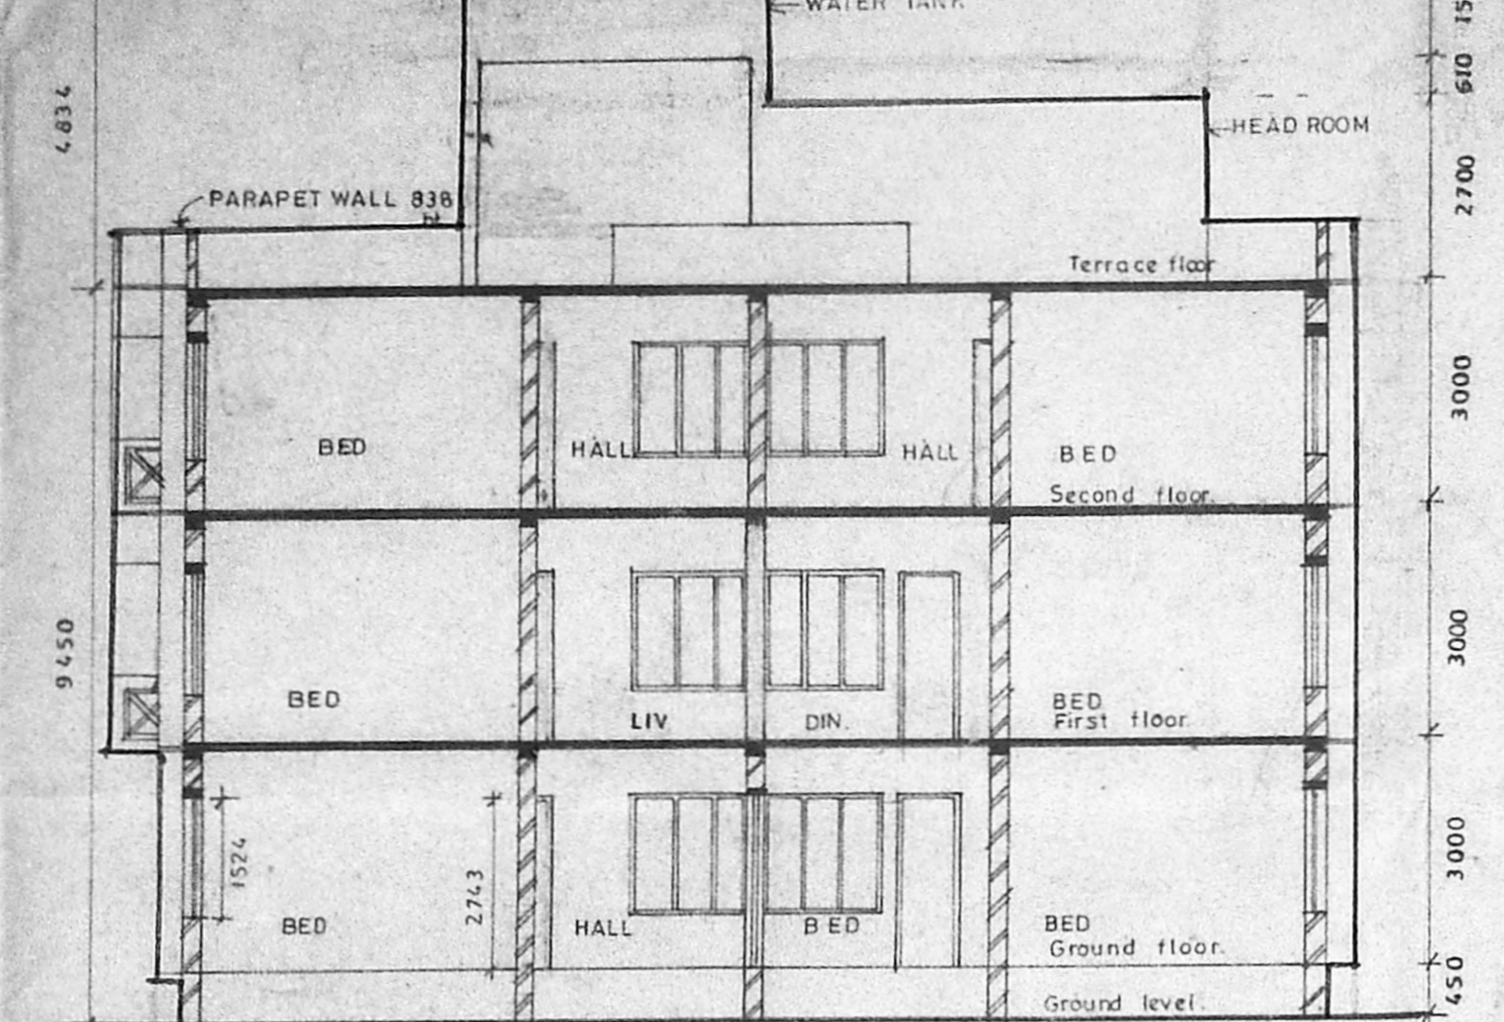 WATER TANK
15
610
HEAD ROOM
4834
2700
PARAPET WALL 838
ht
Terrace floor
3000
BED
HALL
HALL
BED
Second floor.
9450
3000
BED
LIV
DIN.
BED
First floor
1524
2743
3000
BED
HALL
BED
BED
Ground floor.
450
Ground level.